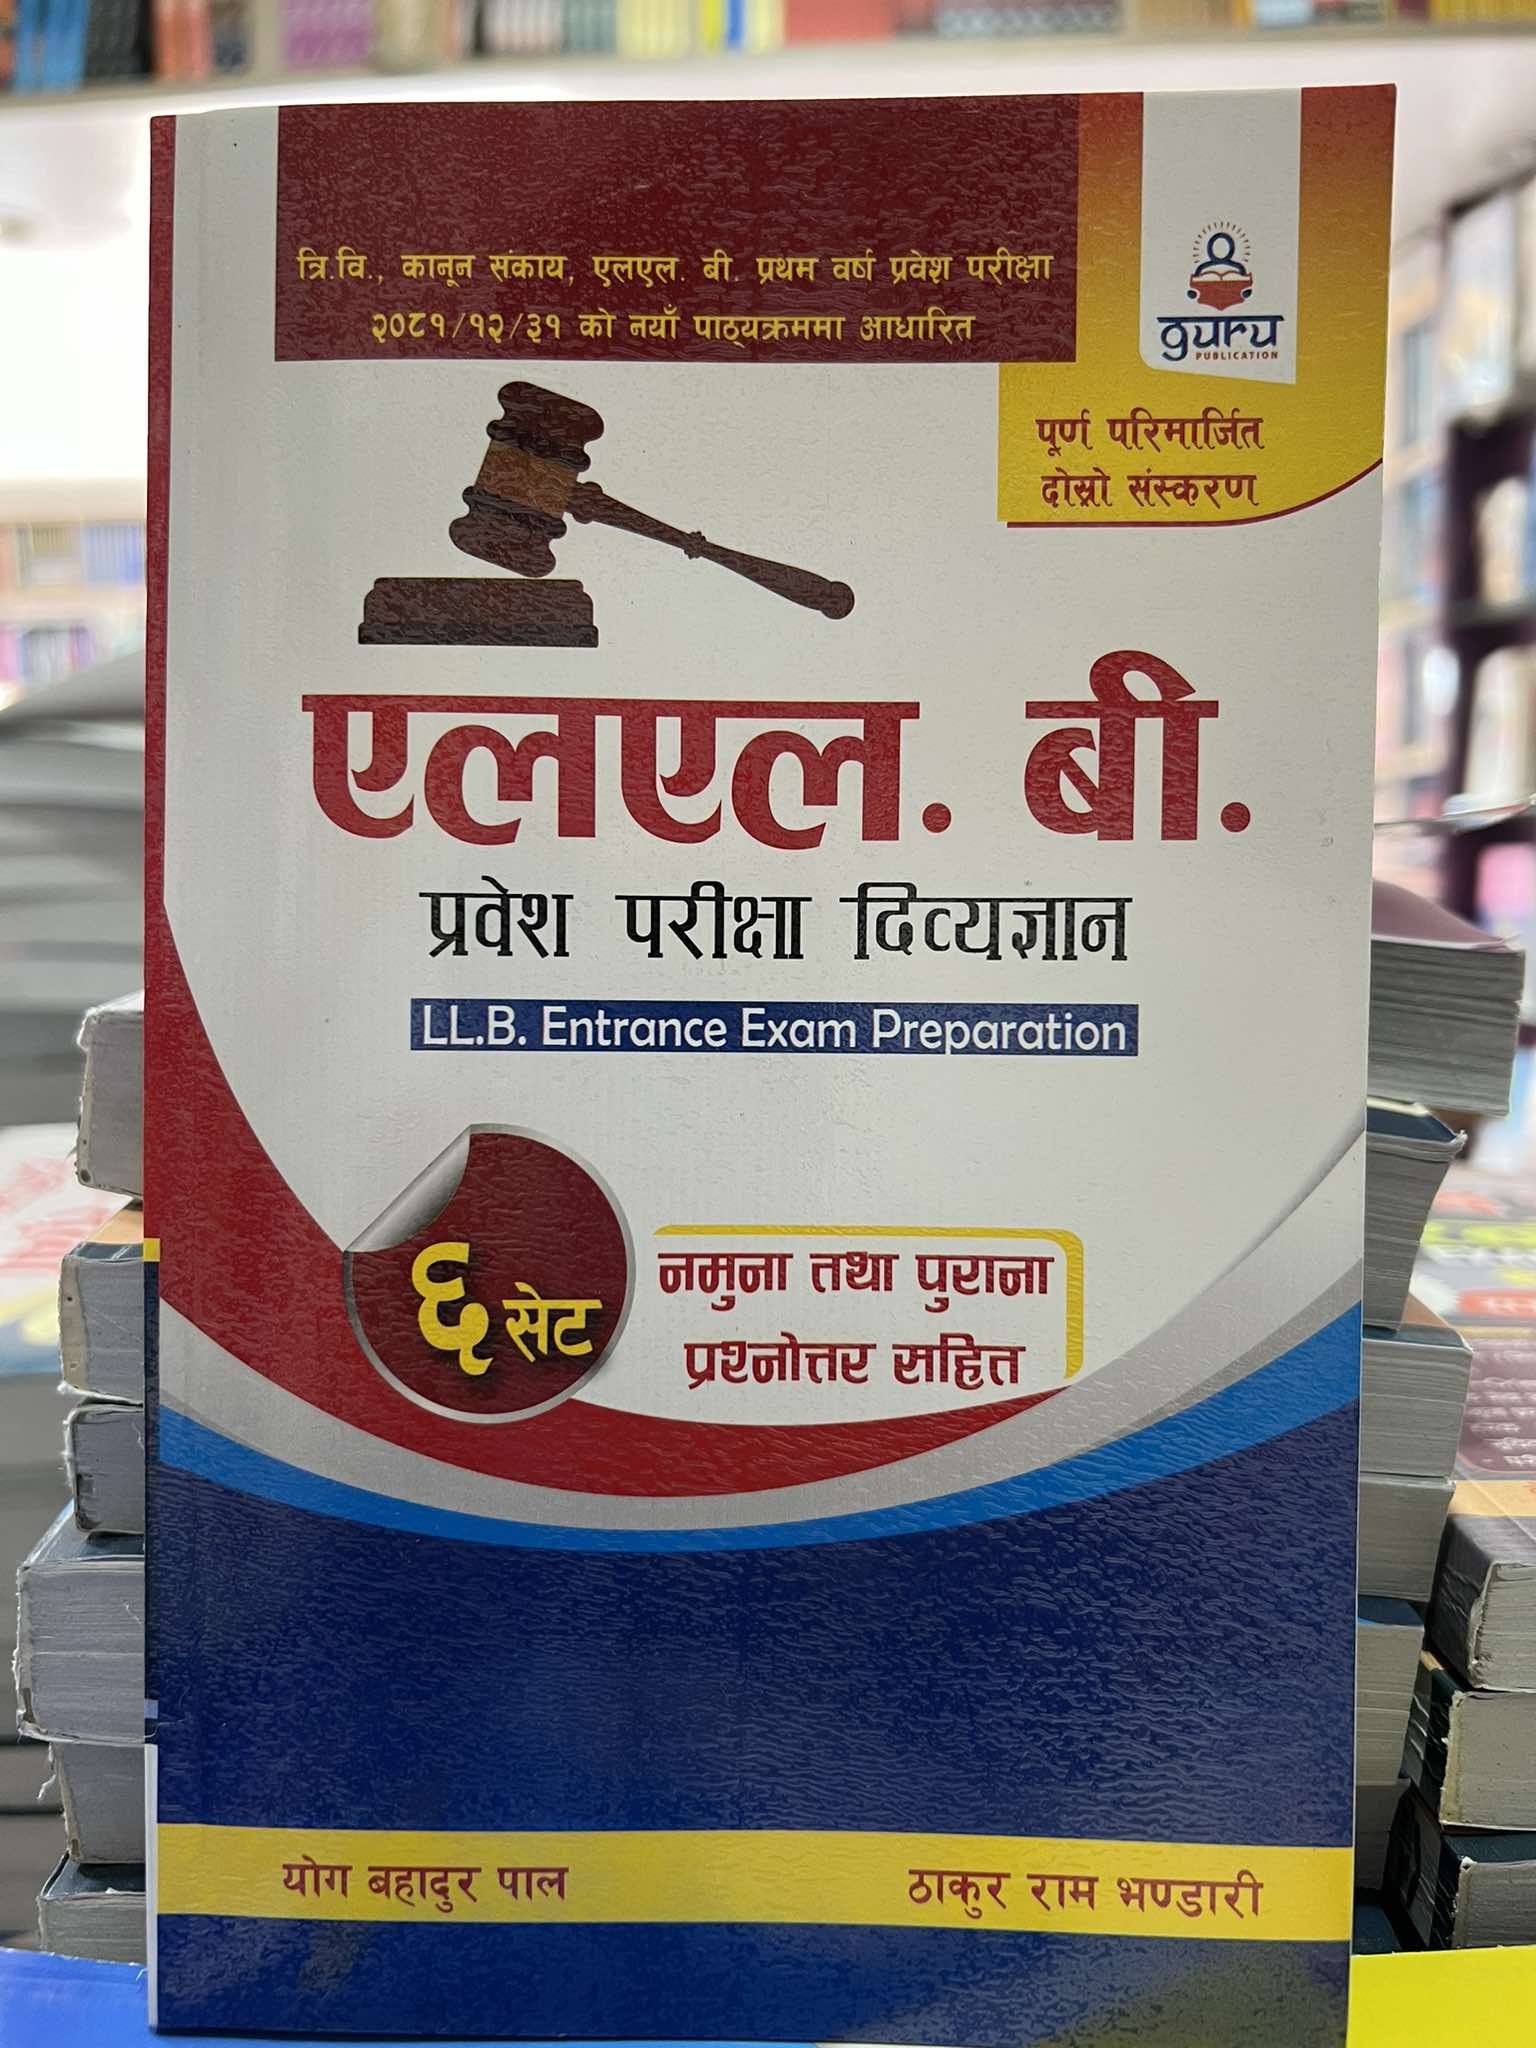 त्रि.वि., कानून संकाय, एलएल. बी. प्रथम वर्ष प्रवेश परीक्षा
२०८१/१२/३१ को नयाँ पाठ्यक्रममा आधारित
guru
PUBLICATION
पूर्ण परिमार्जित
दोस्रो संस्करण
एलएल. बी.
प्रवेश परीक्षा दिव्यज्ञान
LL.B. Entrance Exam Preparation
६ सेट
नमुना तथा पुराना
प्रश्नोत्तर सहित
योग बहादुर पाल
ठाकुर राम भण्डारी